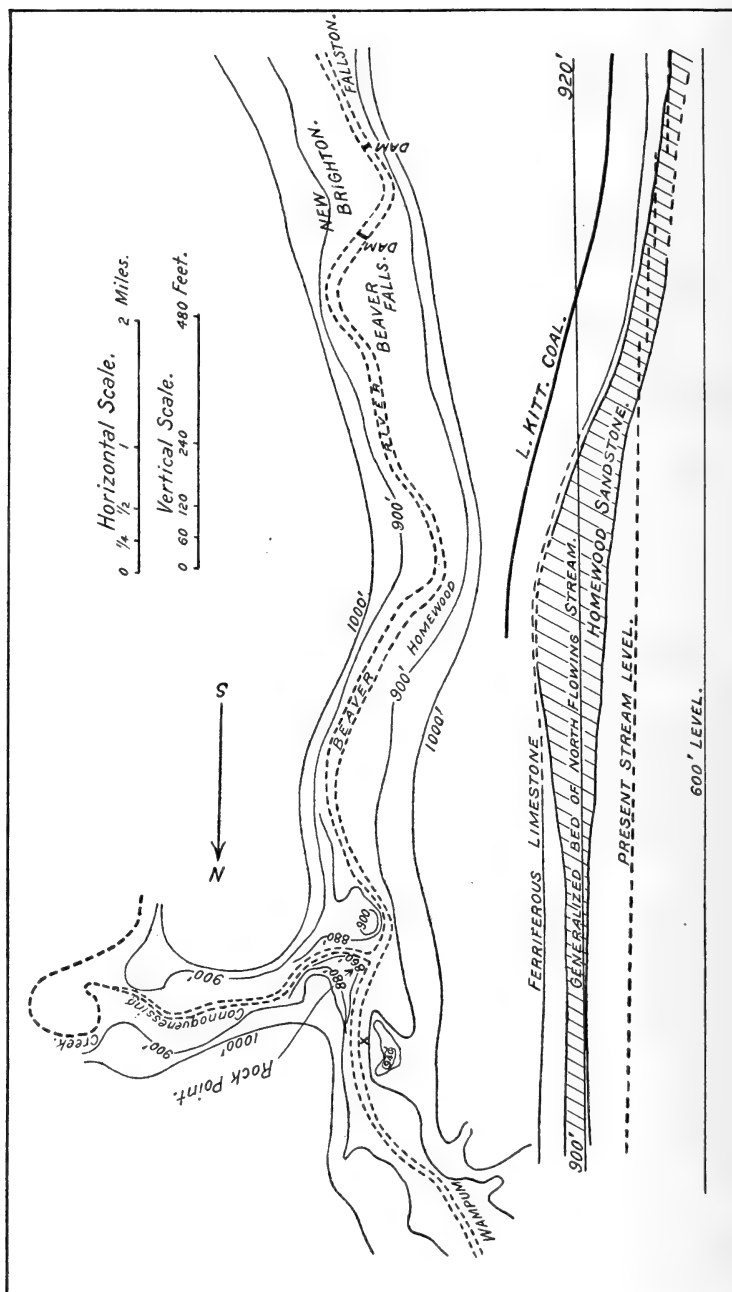 Horizontal Scale.
0 1/4 1/2 1 2 Miles.
Vertical Scale.
0 60 120 240 480 Feet.
N S
Connoquenessing
Creek.
900'
900'
1000'
880'
860'
880'
900
Rock Point.
X
940
WAMPUM
BEAVER RIVER
1000'
900'
HOMEWOOD
900'
1000'
BEAVER
FALLS.
DAM
NEW
BRIGHTON.
DAM
FALLSTON.
L. KITT. COAL.
FERRIFEROUS LIMESTONE
900' GENERALIZED BED OF NORTH FLOWING STREAM. 920'
HOMEWOOD SANDSTONE.
PRESENT STREAM LEVEL.
600' LEVEL.